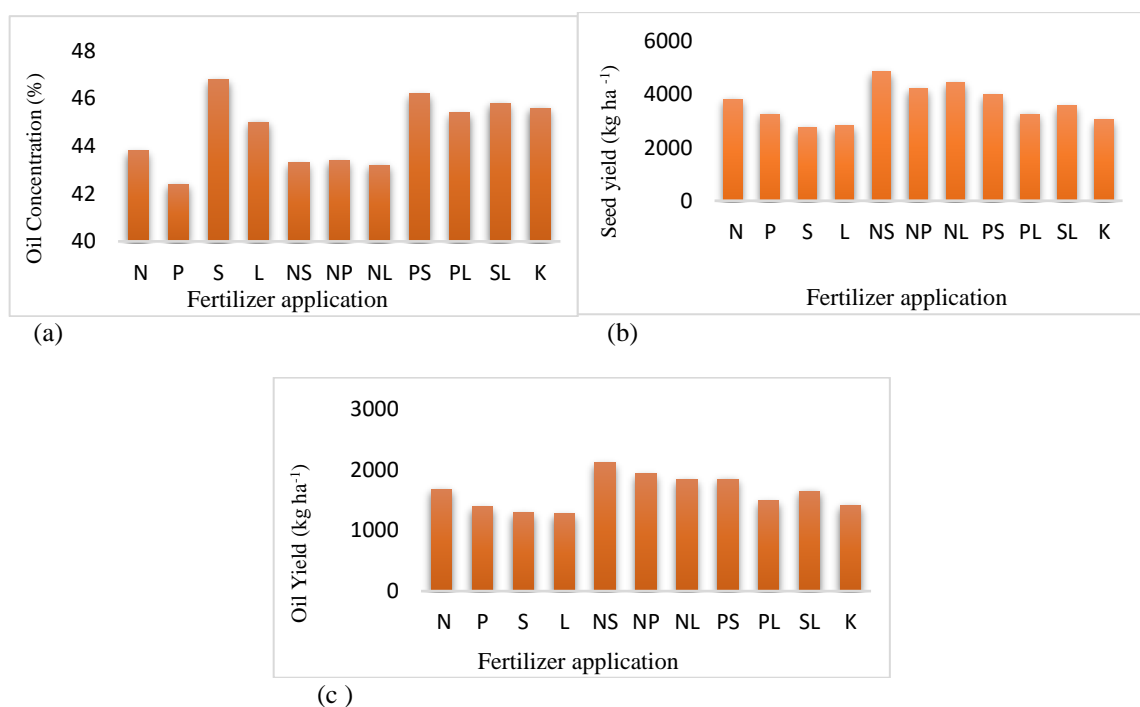 Oil Concentration (%)
48
46
44
42
40
N P S L NS NP NL PS PL SL K
Fertilizer application
(a)
Seed yield (kg ha ⁻¹)
6000
4000
2000
0
N P S L NS NP NL PS PL SL K
Fertilizer application
(b)
Oil Yield (kg ha⁻¹)
3000
2000
1000
0
N P S L NS NP NL PS PL SL K
Fertilizer application
(c )